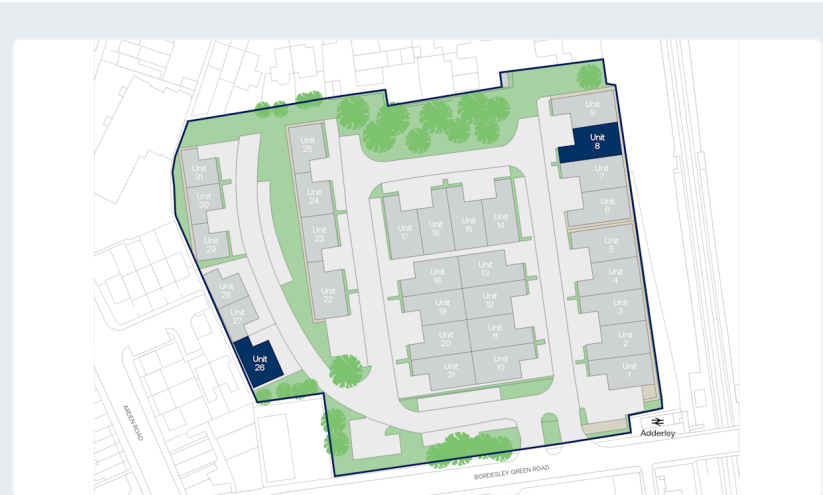 Unit
9
Unit
8
Unit
7
Unit
6
Unit
5
Unit
4
Unit
3
Unit
2
Unit
1
Unit
25
Unit
24
Unit
23
Unit
22
Unit
31
Unit
30
Unit
29
Unit
28
Unit
27
Unit
26
Unit
17
Unit
16
Unit
15
Unit
14
Unit
18
Unit
13
Unit
19
Unit
12
Unit
20
Unit
11
Unit
21
Unit
10
Adderley
ARDEN ROAD
BORDESLEY GREEN ROAD